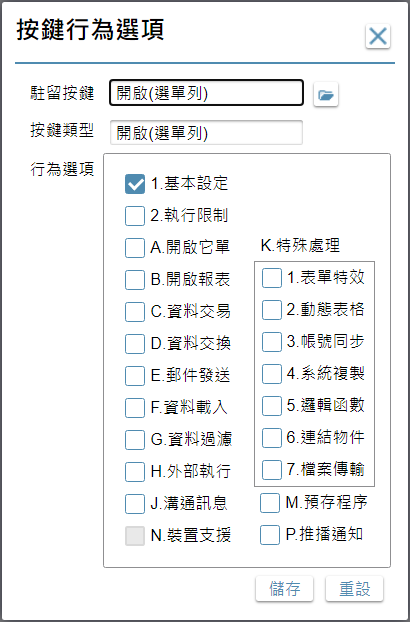 按鍵行為選項
駐留按鍵 開啟(選單列)
按鍵類型 開啟(選單列)
行為選項
1.基本設定
2.執行限制
A.開啟它單
B.開啟報表
C.資料交易
D.資料交換
E.郵件發送
F.資料載入
G.資料過濾
H.外部執行
J.溝通訊息
N.裝置支援
K.特殊處理
1.表單特效
2.動態表格
3.帳號同步
4.系統複製
5.邏輯函數
6.連結物件
7.檔案傳輸
M.預存程序
P.推播通知
儲存 重設